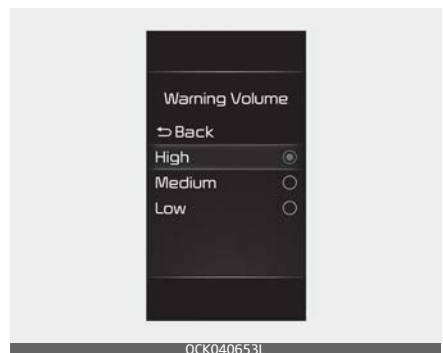 Warning Volume
Back
High
Medium
Low
OCK040653L